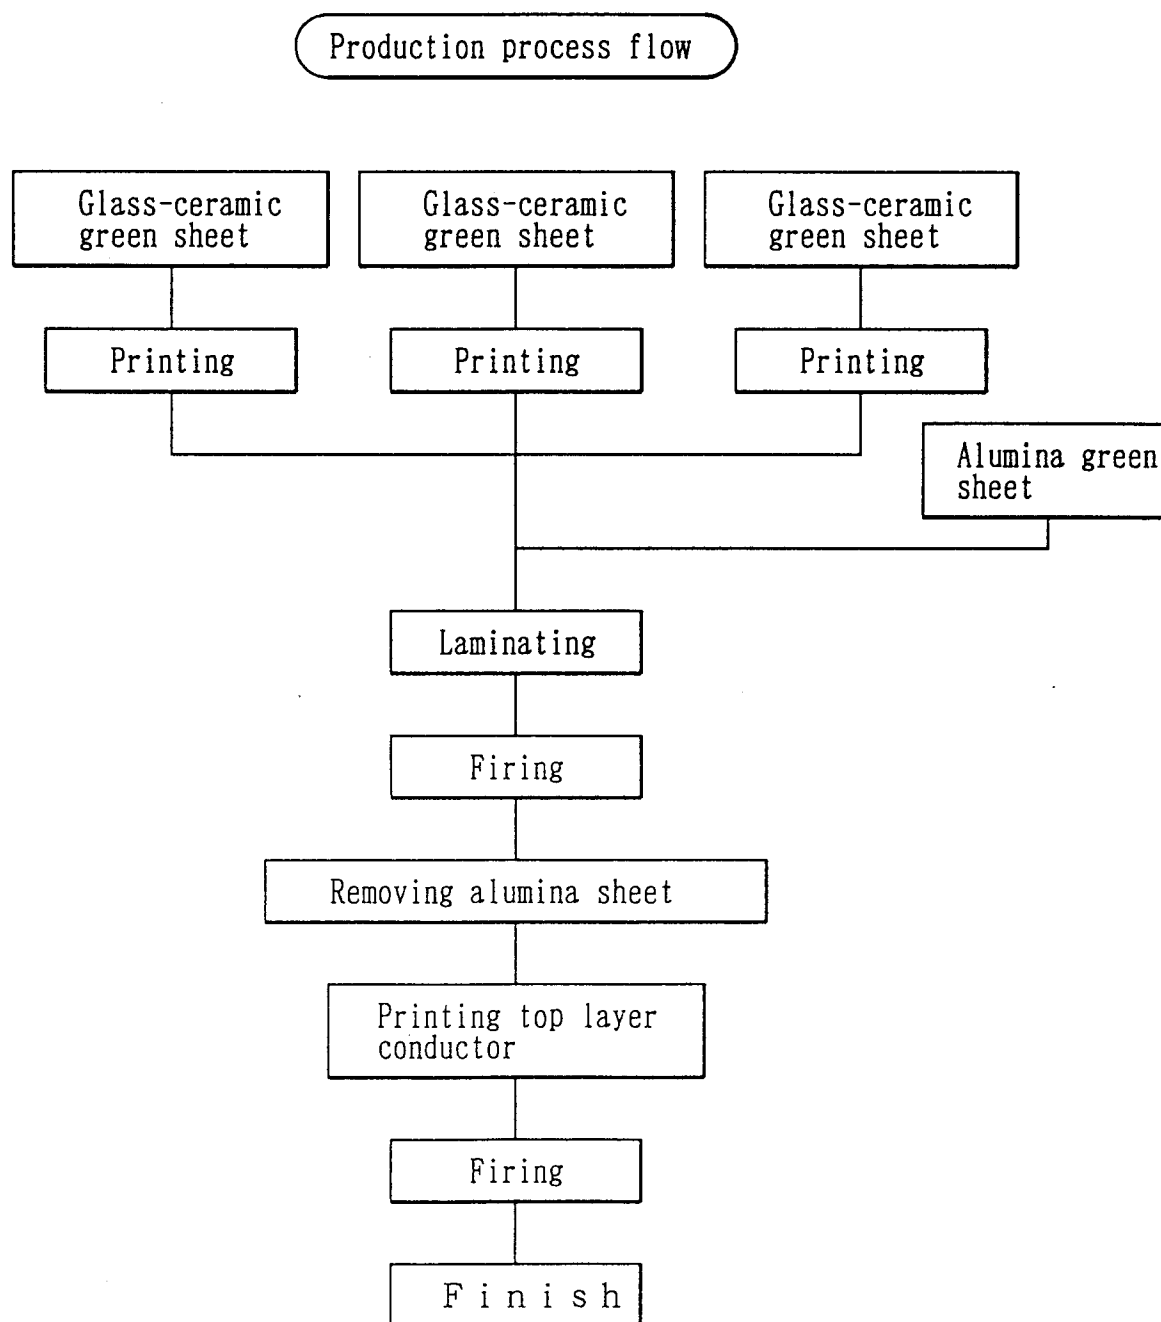 Production process flow
Glass-ceramic
green sheet
Glass-ceramic
green sheet
Glass-ceramic
green sheet
Printing
Printing
Printing
Alumina green
sheet
Laminating
Firing
Removing alumina sheet
Printing top layer
conductor
Firing
Finish